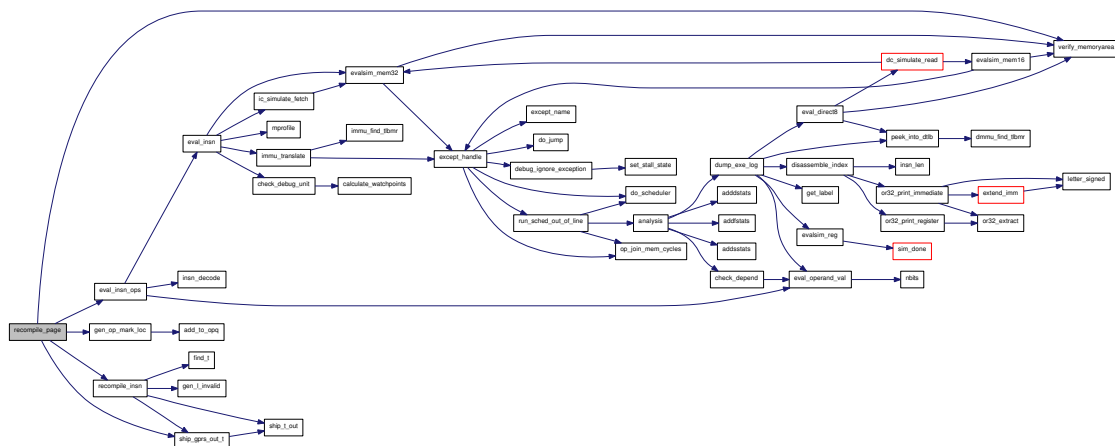 verify_memoryarea
dc_simulate_read
evalsim_mem16
evalsim_mem32
ic_simulate_fetch
except_name
eval_direct8
mprofile
immu_find_tlbmr
peek_into_dtlb
dmmu_find_tlbmr
eval_insn
do_jump
immu_translate
except_handle
debug_ignore_exception
set_stall_state
dump_exe_log
disassemble_index
insn_len
letter_signed
check_debug_unit
calculate_watchpoints
do_scheduler
adddstats
get_label
or32_print_immediate
extend_imm
run_sched_out_of_line
analysis
addfstats
or32_print_register
or32_extract
evalsim_reg
op_join_mem_cycles
addsstats
sim_done
insn_decode
check_depend
eval_operand_val
nbits
eval_insn_ops
recompile_page
gen_op_mark_loc
add_to_opq
find_t
recompile_insn
gen_l_invalid
ship_t_out
ship_gprs_out_t